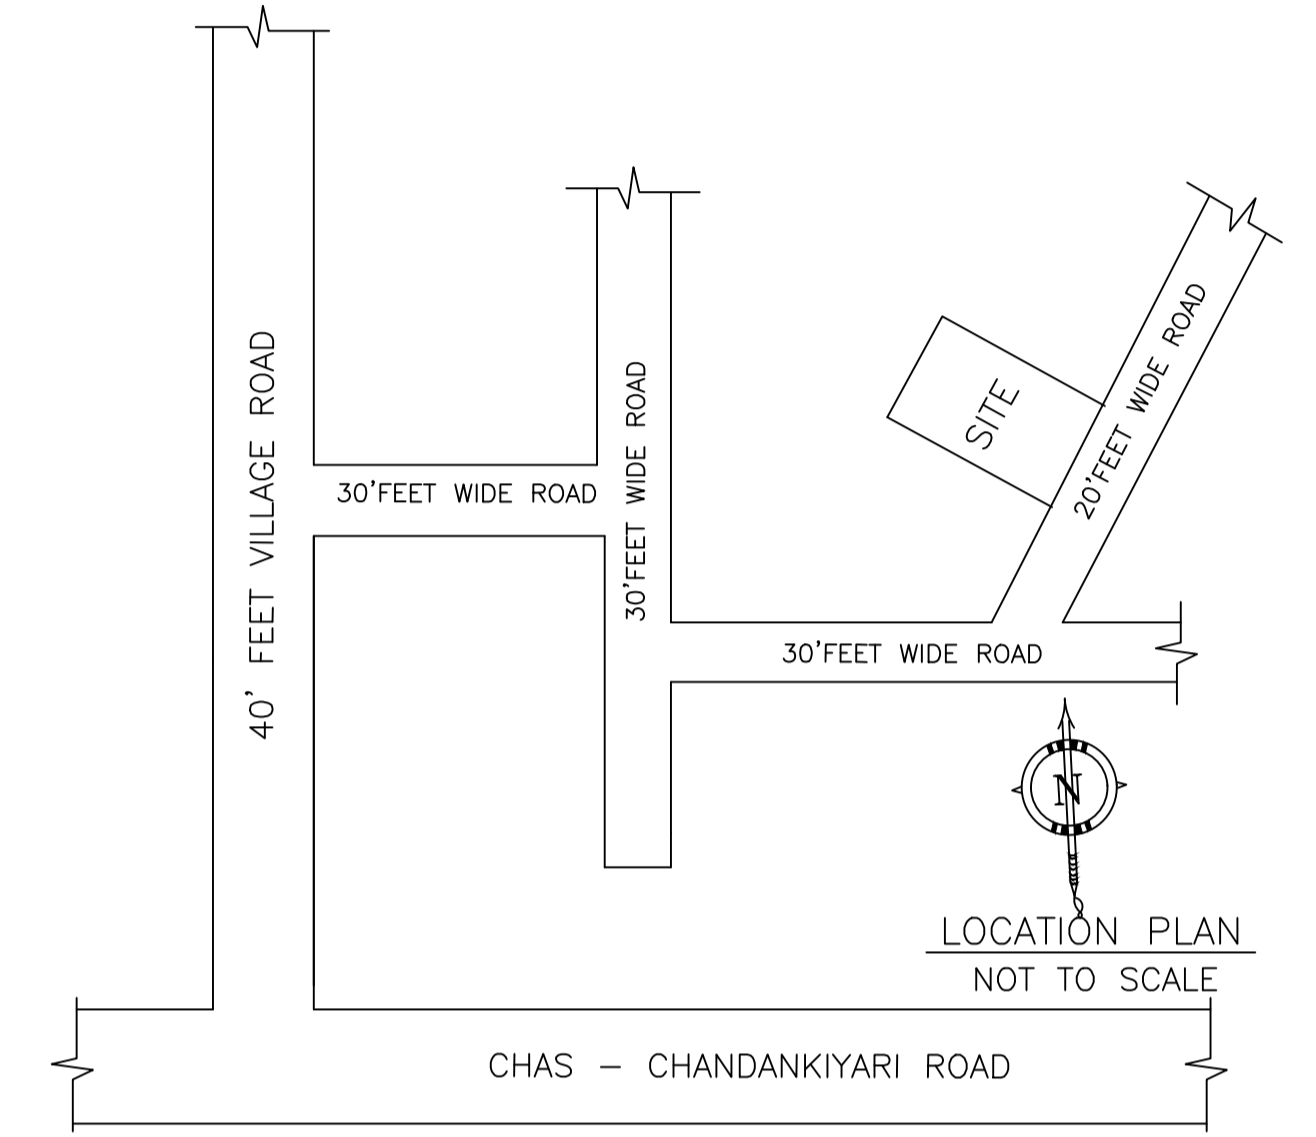 40' FEET VILLAGE ROAD
30'FEET WIDE ROAD
30'FEET WIDE ROAD
SITE
20'FEET WIDE ROAD
30'FEET WIDE ROAD
N
LOCATION PLAN
NOT TO SCALE
CHAS – CHANDANKIYARI ROAD